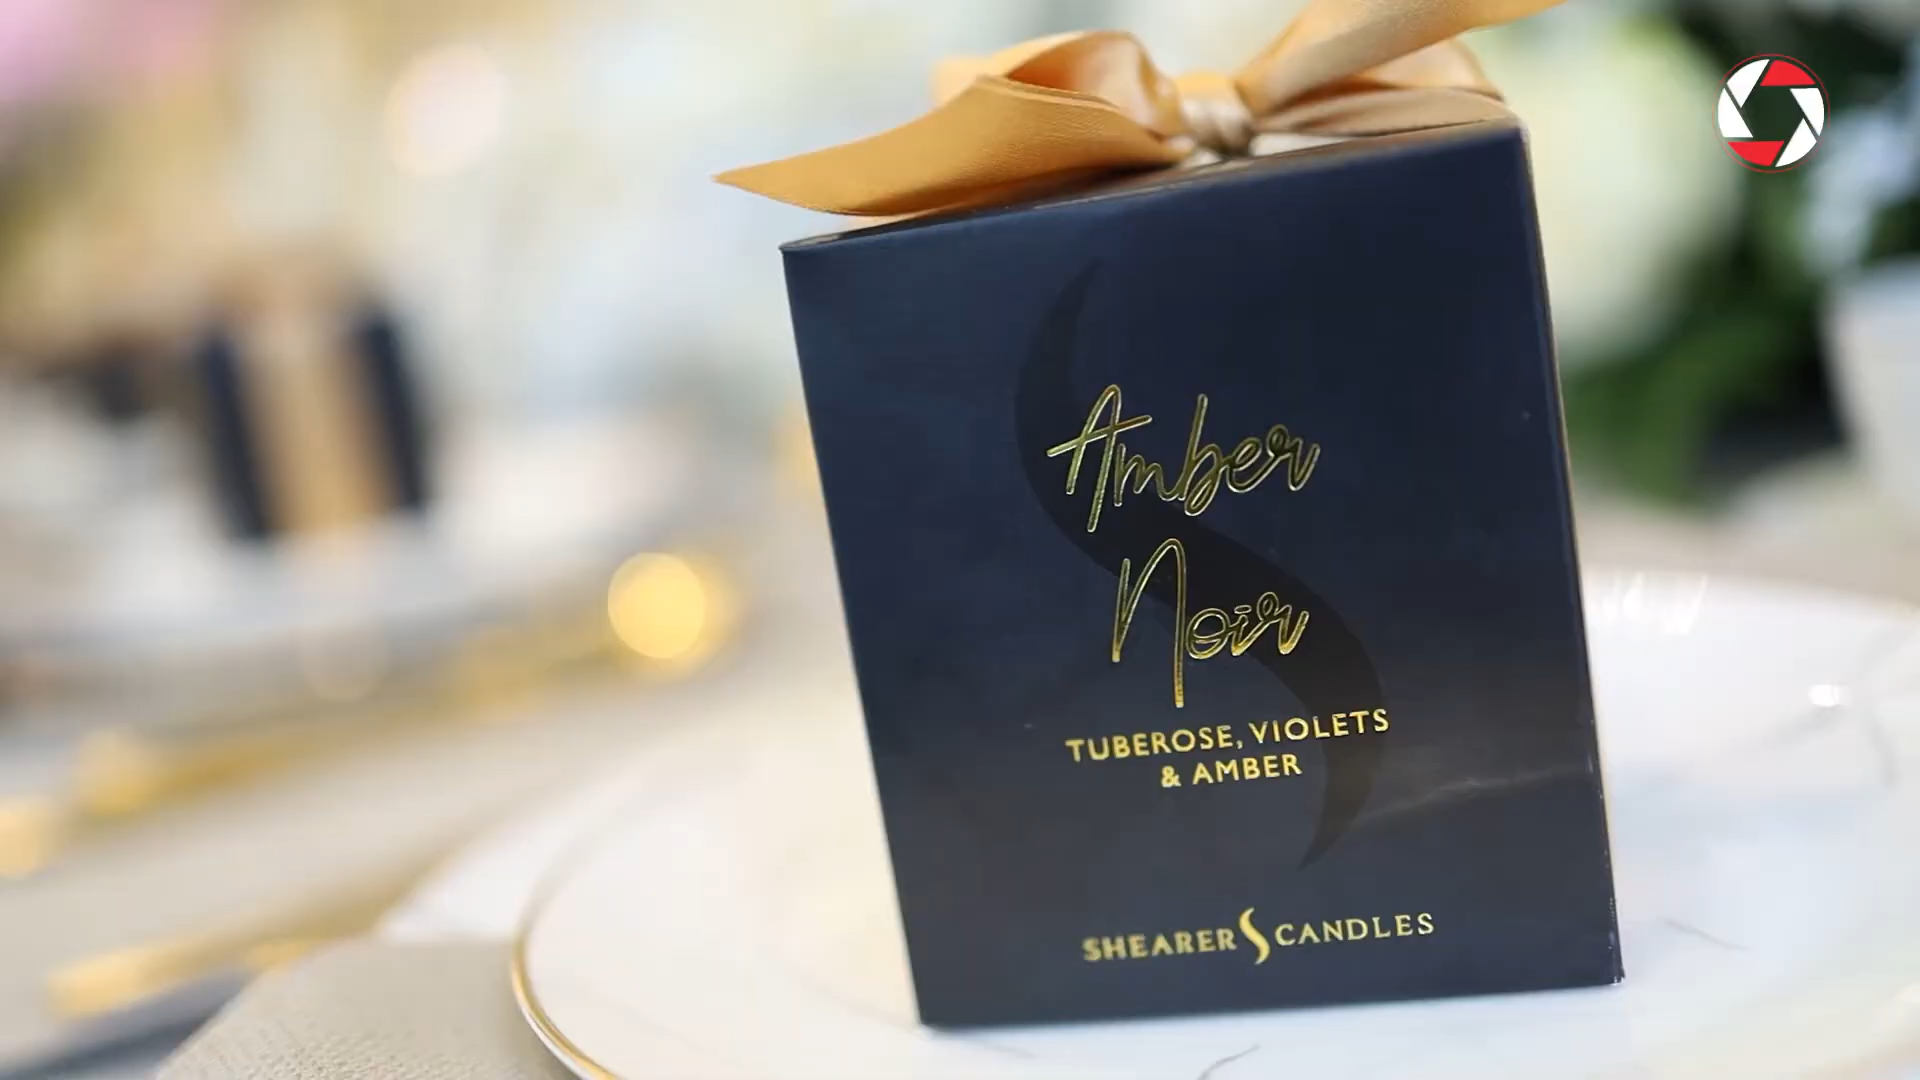 Amber
Noir
TUBEROSE, VIOLETS
& AMBER
SHEARER CANDLES